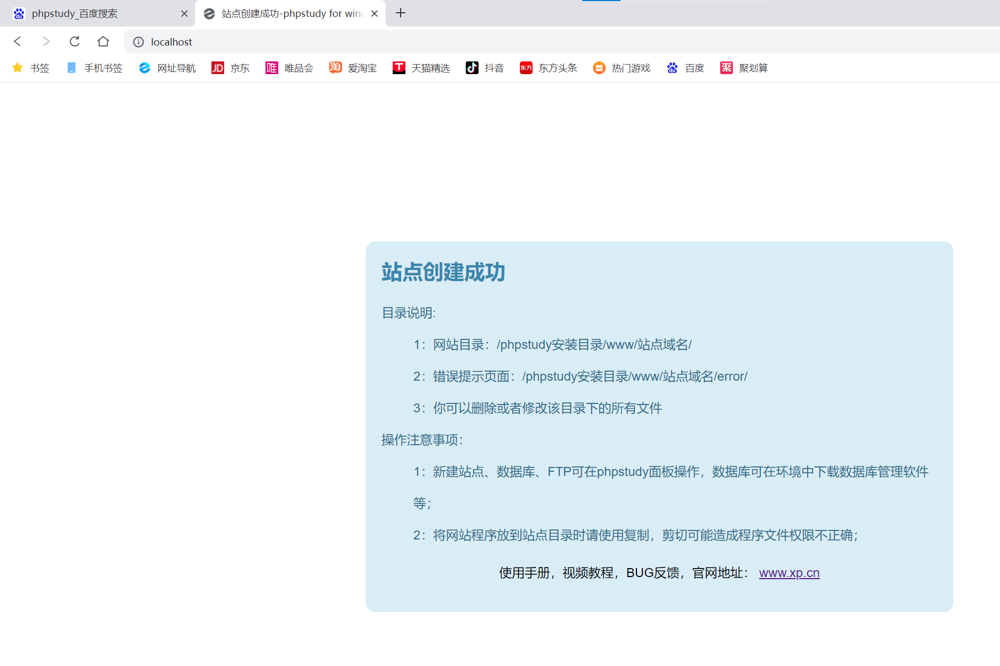 phpstudy_百度搜索
站点创建成功-phpstudy for win
localhost
书签 手机书签 网址导航 JD 京东 唯 唯品会 淘 爱淘宝 T 天猫精选 抖音 东方 东方头条 热门游戏 du 百度 聚 聚划算
站点创建成功
目录说明:
1：网站目录：/phpstudy安装目录/www/站点域名/
2：错误提示页面：/phpstudy安装目录/www/站点域名/error/
3：你可以删除或者修改该目录下的所有文件
操作注意事项：
1：新建站点、数据库、FTP可在phpstudy面板操作，数据库可在环境中下载数据库管理软件
等；
2：将网站程序放到站点目录时请使用复制，剪切可能造成程序文件权限不正确；
使用手册，视频教程，BUG反馈，官网地址： www.xp.cn